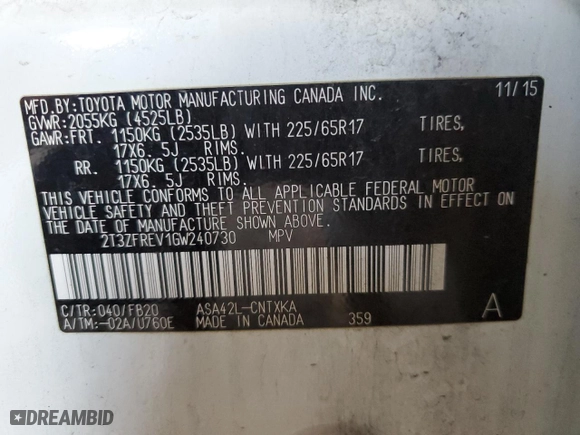 MFD.BY:TOYOTA MOTOR MANUFACTURING CANADA INC. 11/15
GVWR:2055KG (4525LB)
GAWR:FRT. 1150KG (2535LB) WITH 225/65R17 TIRES,
17X6. 5J RIMS.
RR. 1150KG (2535LB) WITH 225/65R17 TIRES,
17X6. 5J RIMS.
THIS VEHICLE CONFORMS TO ALL APPLICABLE FEDERAL MOTOR
VEHICLE SAFETY AND THEFT PREVENTION STANDARDS IN EFFECT ON
THE DATE OF MANUFACTURE SHOWN ABOVE.
2T3ZFREV1GW240730 MPV
C/TR:040/FB20 ASA42L-CNTXKA
A/TM:-02A/U760E MADE IN CANADA 359 A
DREAMBID